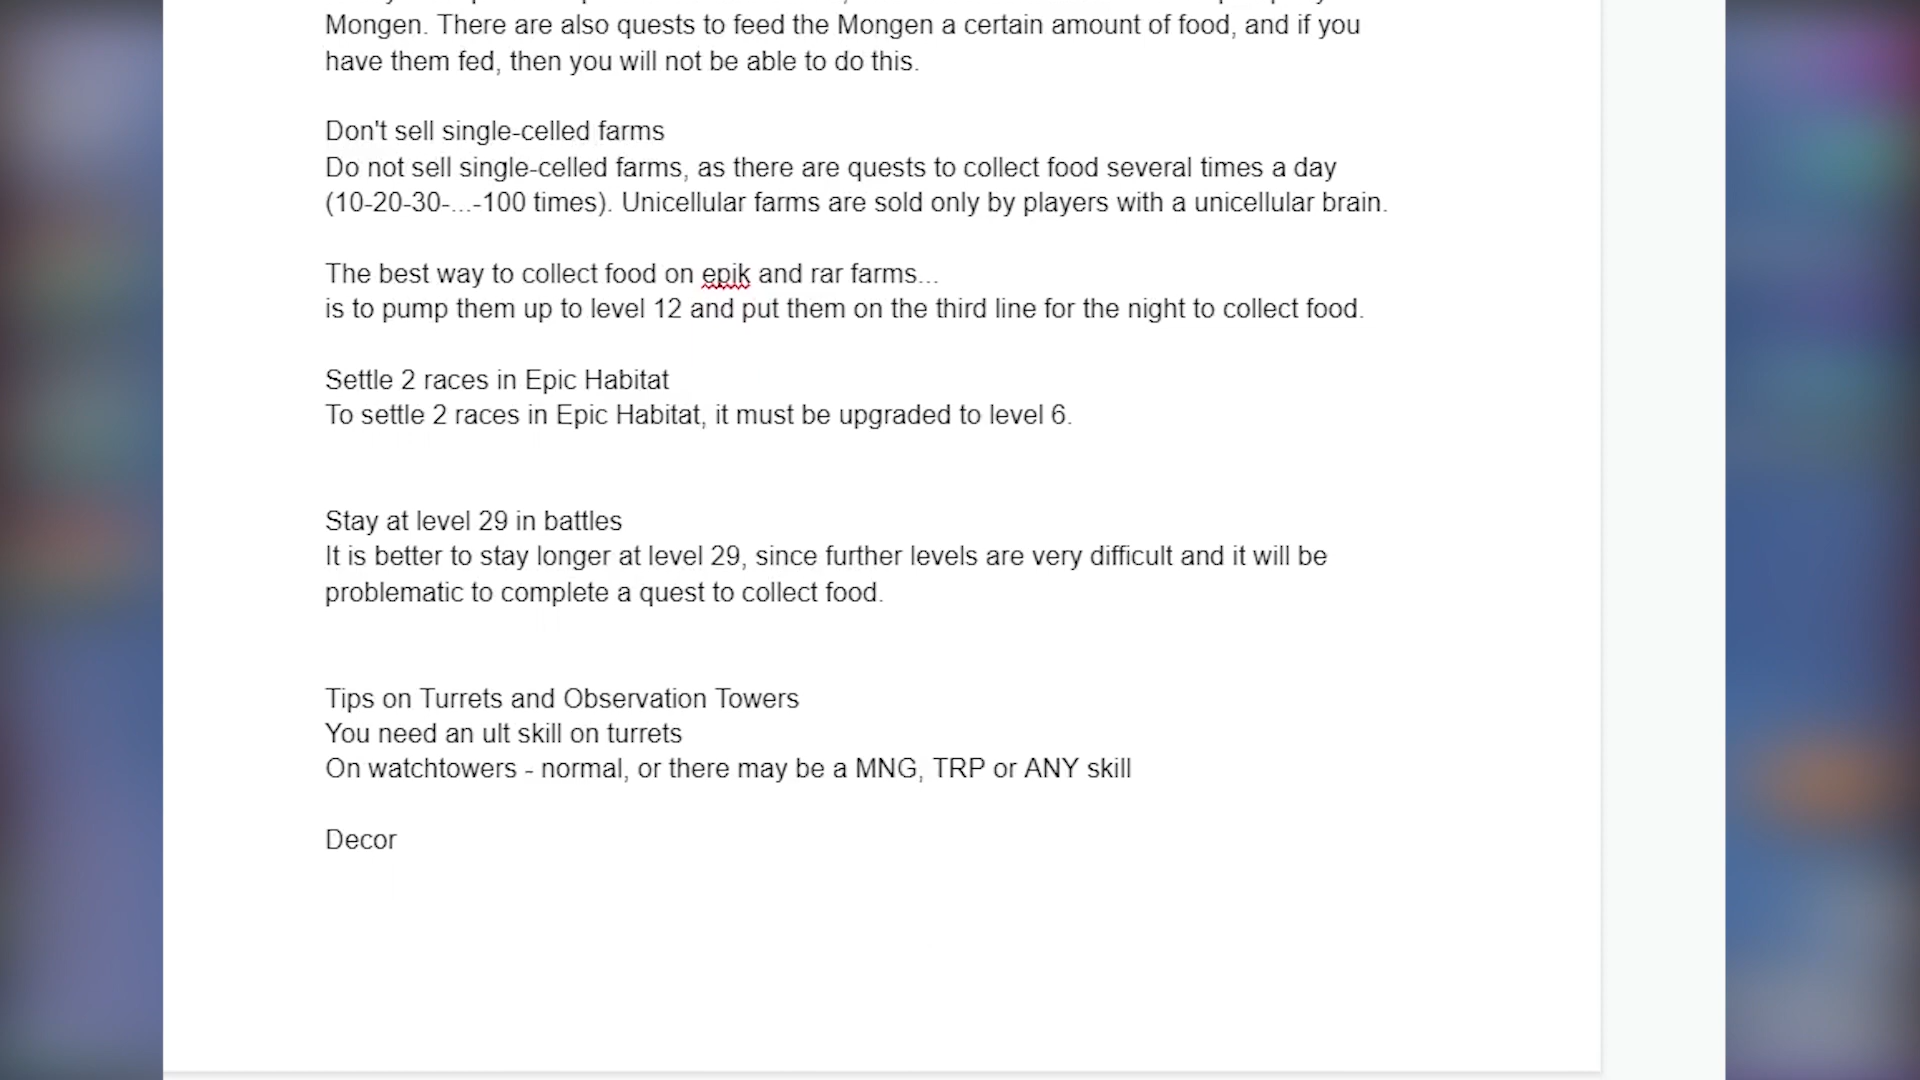 Mongen. There are also quests to feed the Mongen a certain amount of food, and if you
have them fed, then you will not be able to do this.
Don't sell single-celled farms
Do not sell single-celled farms, as there are quests to collect food several times a day
(10-20-30-...-100 times). Unicellular farms are sold only by players with a unicellular brain.
The best way to collect food on epik and rar farms...
is to pump them up to level 12 and put them on the third line for the night to collect food.
Settle 2 races in Epic Habitat
To settle 2 races in Epic Habitat, it must be upgraded to level 6.
Stay at level 29 in battles
It is better to stay longer at level 29, since further levels are very difficult and it will be
problematic to complete a quest to collect food.
Tips on Turrets and Observation Towers
You need an ult skill on turrets
On watchtowers - normal, or there may be a MNG, TRP or ANY skill
Decor